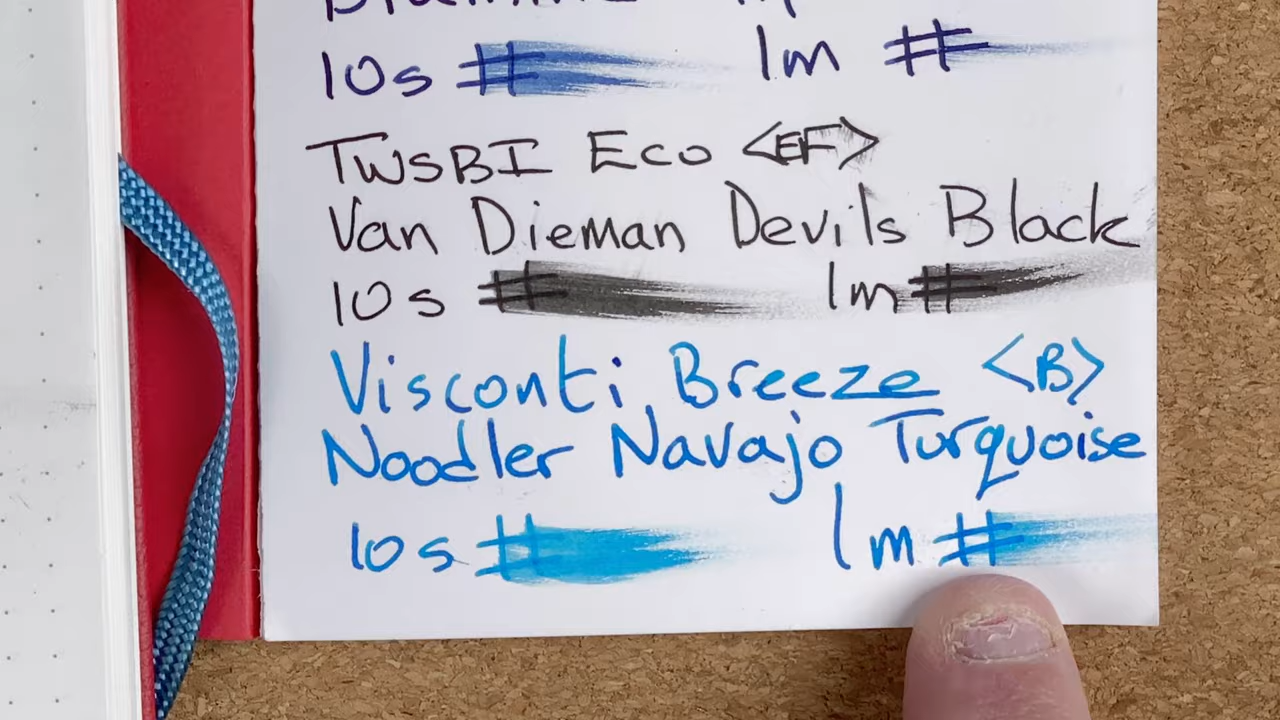 10s # 1m #
TWSBI Eco <EF>
Van Dieman Devils Black
10s # 1m #
Visconti Breeze <B>
Noodler Navajo Turquoise
10s # 1m #